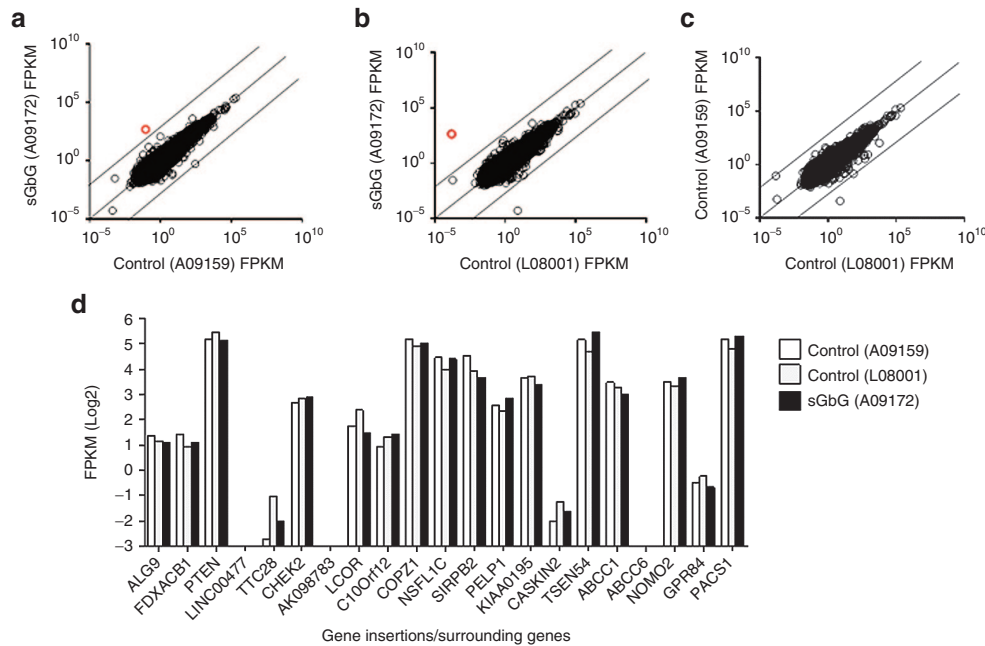 a
sGbG (A09172) FPKM
10^10
10^5
10^0
10^−5
10^−5 10^0 10^5 10^10
Control (A09159) FPKM
b
sGbG (A09172) FPKM
10^10
10^5
10^0
10^−5
10^−5 10^0 10^5 10^10
Control (L08001) FPKM
c
Control (A09159) FPKM
10^10
10^5
10^0
10^−5
10^−5 10^0 10^5 10^10
Control (L08001) FPKM
d
FPKM (Log2)
6
5
4
3
2
1
0
−1
−2
−3
ALG9
FDXACB1
PTEN
LINC00477
TTC28
CHEK2
AK098783
LCOR
C10Orf12
COPZ1
NSFL1C
SIRPB2
PELP1
KIAA0195
CASKIN2
TSEN54
ABCC1
ABCC6
NOMO2
GPR84
PACS1
Gene insertions/surrounding genes
Control (A09159)
Control (L08001)
sGbG (A09172)